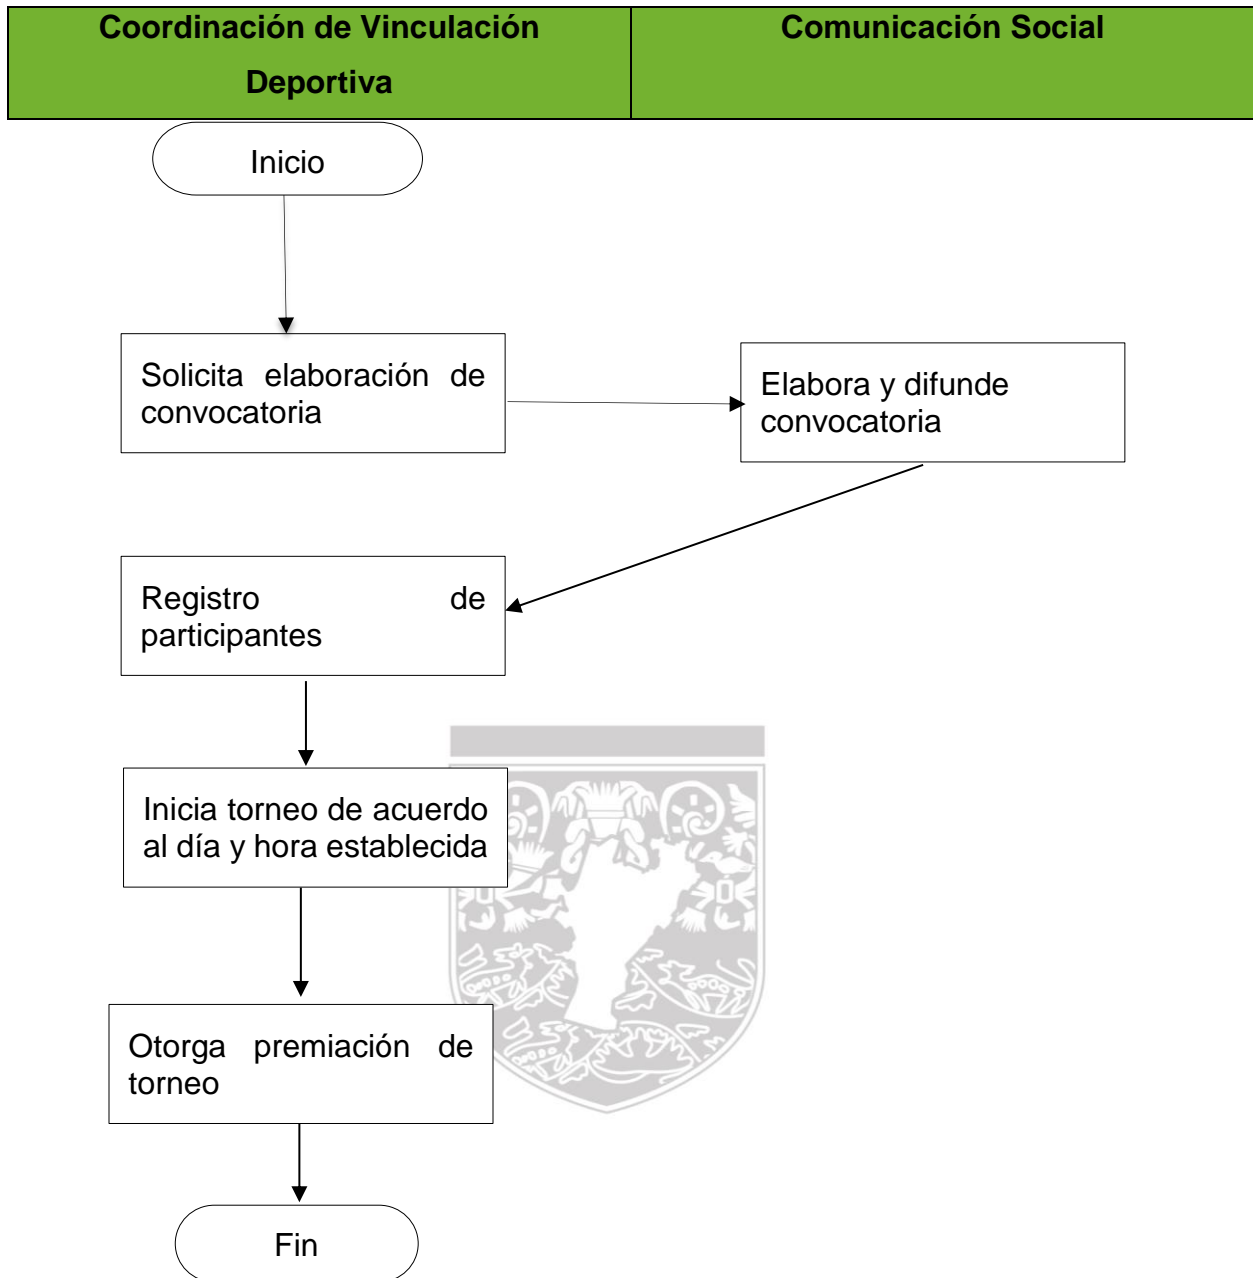 Coordinación de Vinculación
Deportiva
Comunicación Social
Inicio
Solicita elaboración de
convocatoria
Elabora y difunde
convocatoria
Registro de
participantes
Inicia torneo de acuerdo
al día y hora establecida
Otorga premiación de
torneo
Fin